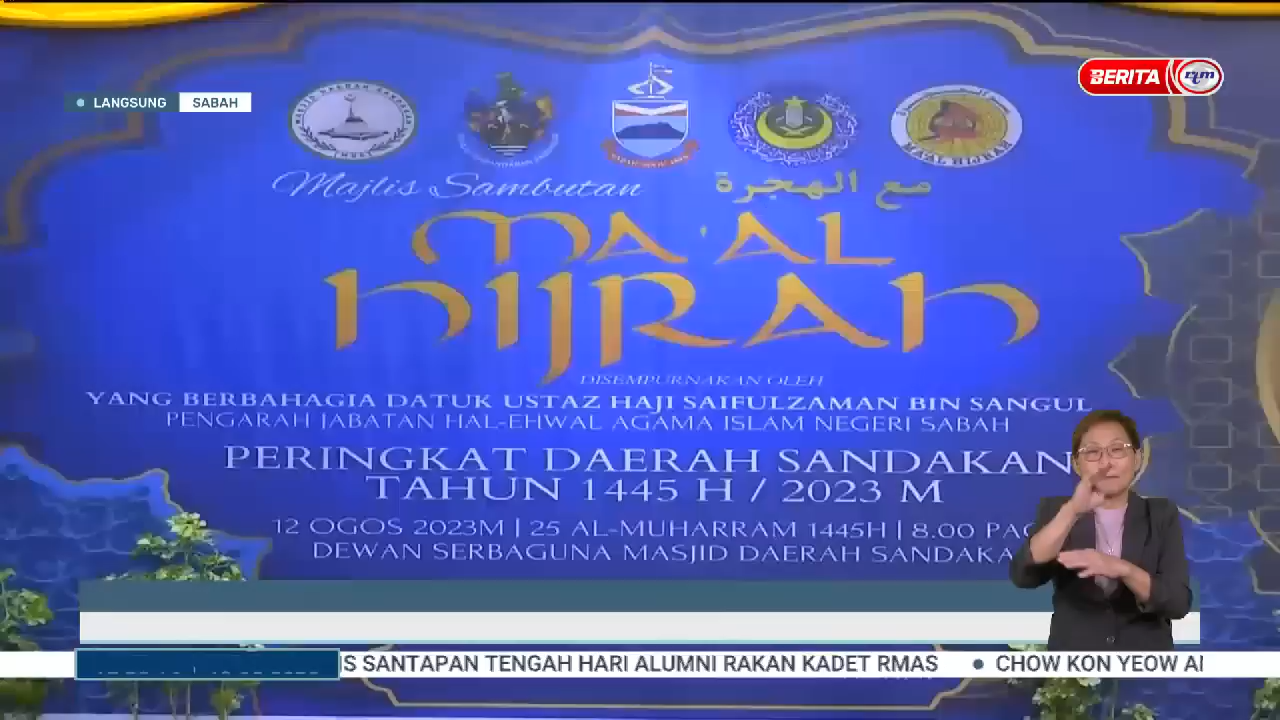 BERITA rtm
LANGSUNG SABAH
Majlis Sambutan مع الهجرة
MA'AL
HIJRAH
DISEMPURNAKAN OLEH
YANG BERBAHAGIA DATUK USTAZ HAJI SAIFULZAMAN BIN SANGUL
PENGARAH JABATAN HAL-EHWAL AGAMA ISLAM NEGERI SABAH
PERINGKAT DAERAH SANDAKAN
TAHUN 1445 H / 2023 M
12 OGOS 2023M | 25 AL-MUHARRAM 1445H | 8.00 PAG
DEWAN SERBAGUNA MASJID DAERAH SANDAKA
SANTAPAN TENGAH HARI ALUMNI RAKAN KADET RMAS • CHOW KON YEOW